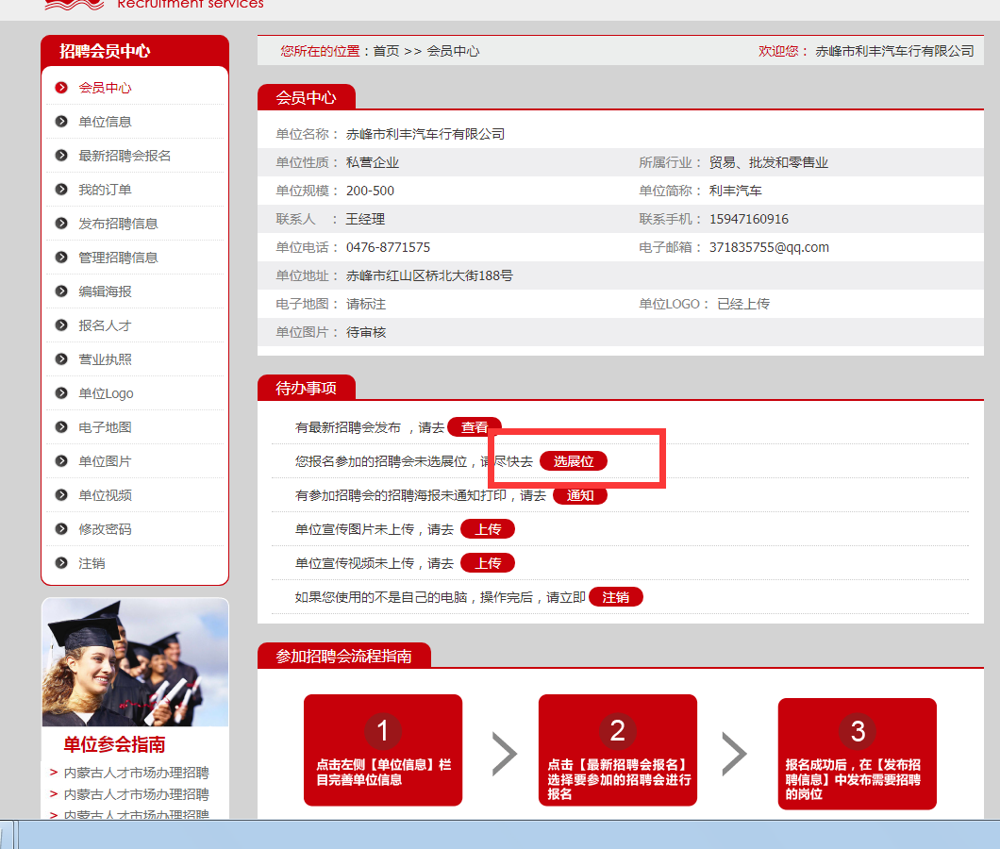 Recruitment services
招聘会员中心
会员中心
单位信息
最新招聘会报名
我的订单
发布招聘信息
管理招聘信息
编辑海报
报名人才
营业执照
单位Logo
电子地图
单位图片
单位视频
修改密码
注销
单位参会指南
> 内蒙古人才市场办理招聘
> 内蒙古人才市场办理招聘
> 内蒙古人才市场办理招聘
您所在的位置：首页 >> 会员中心
欢迎您： 赤峰市利丰汽车行有限公司
会员中心
单位名称： 赤峰市利丰汽车行有限公司
单位性质： 私营企业 所属行业： 贸易、批发和零售业
单位规模： 200-500 单位简称： 利丰汽车
联系人 ： 王经理 联系手机： 15947160916
单位电话： 0476-8771575 电子邮箱： 371835755@qq.com
单位地址： 赤峰市红山区桥北大街188号
电子地图： 请标注 单位LOGO： 已经上传
单位图片： 待审核
待办事项
有最新招聘会发布 ，请去 查看
您报名参加的招聘会未选展位，请尽快去 选展位
有参加招聘会的招聘海报未通知打印，请去 通知
单位宣传图片未上传，请去 上传
单位宣传视频未上传，请去 上传
如果您使用的不是自己的电脑，操作完后，请立即 注销
参加招聘会流程指南
1
点击左侧【单位信息】栏
目完善单位信息
2
点击【最新招聘会报名】
选择要参加的招聘会进行
报名
3
报名成功后，在【发布招
聘信息】中发布需要招聘
的岗位